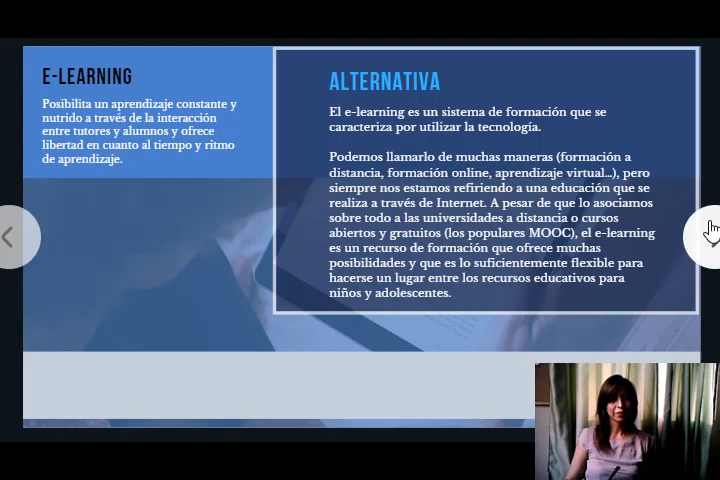 E-LEARNING
Posibilita un aprendizaje constante y
nutrido a través de la interacción
entre tutores y alumnos y ofrece
libertad en cuanto al tiempo y ritmo
de aprendizaje.
ALTERNATIVA
El e-learning es un sistema de formación que se
caracteriza por utilizar la tecnología.
Podemos llamarlo de muchas maneras (formación a
distancia, formación online, aprendizaje virtual...), pero
siempre nos estamos refiriendo a una educación que se
realiza a través de Internet. A pesar de que lo asociamos
sobre todo a las universidades a distancia o cursos
abiertos y gratuitos (los populares MOOC), el e-learning
es un recurso de formación que ofrece muchas
posibilidades y que es lo suficientemente flexible para
hacerse un lugar entre los recursos educativos para
niños y adolescentes.